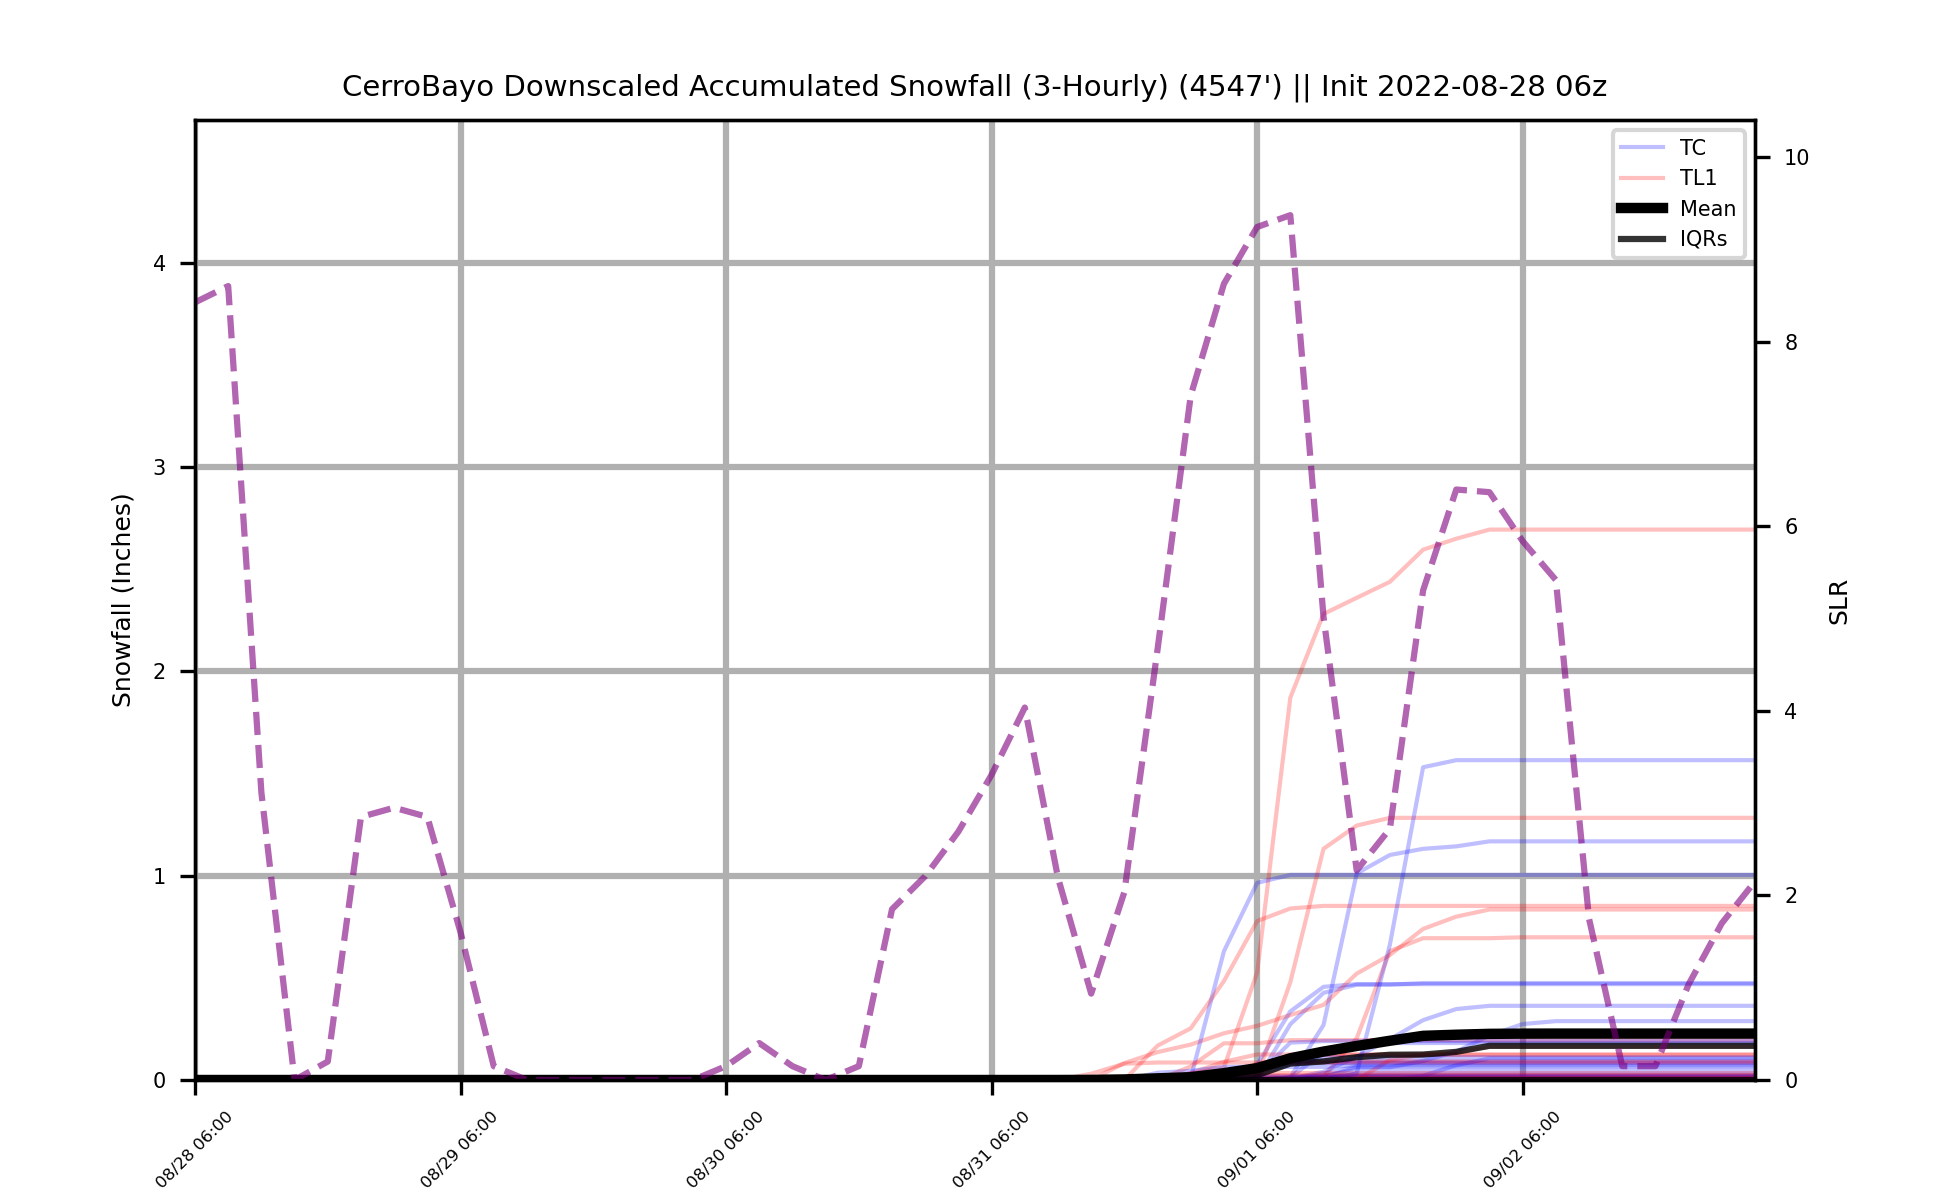 CerroBayo Downscaled Accumulated Snowfall (3-Hourly) (4547') || Init 2022-08-28 06z
TC
TL1
Mean
IQRs
Snowfall (Inches)
4
3
2
1
0
10
8
6
4
2
0
SLR
08/28 06:00
08/29 06:00
08/30 06:00
08/31 06:00
09/01 06:00
09/02 06:00